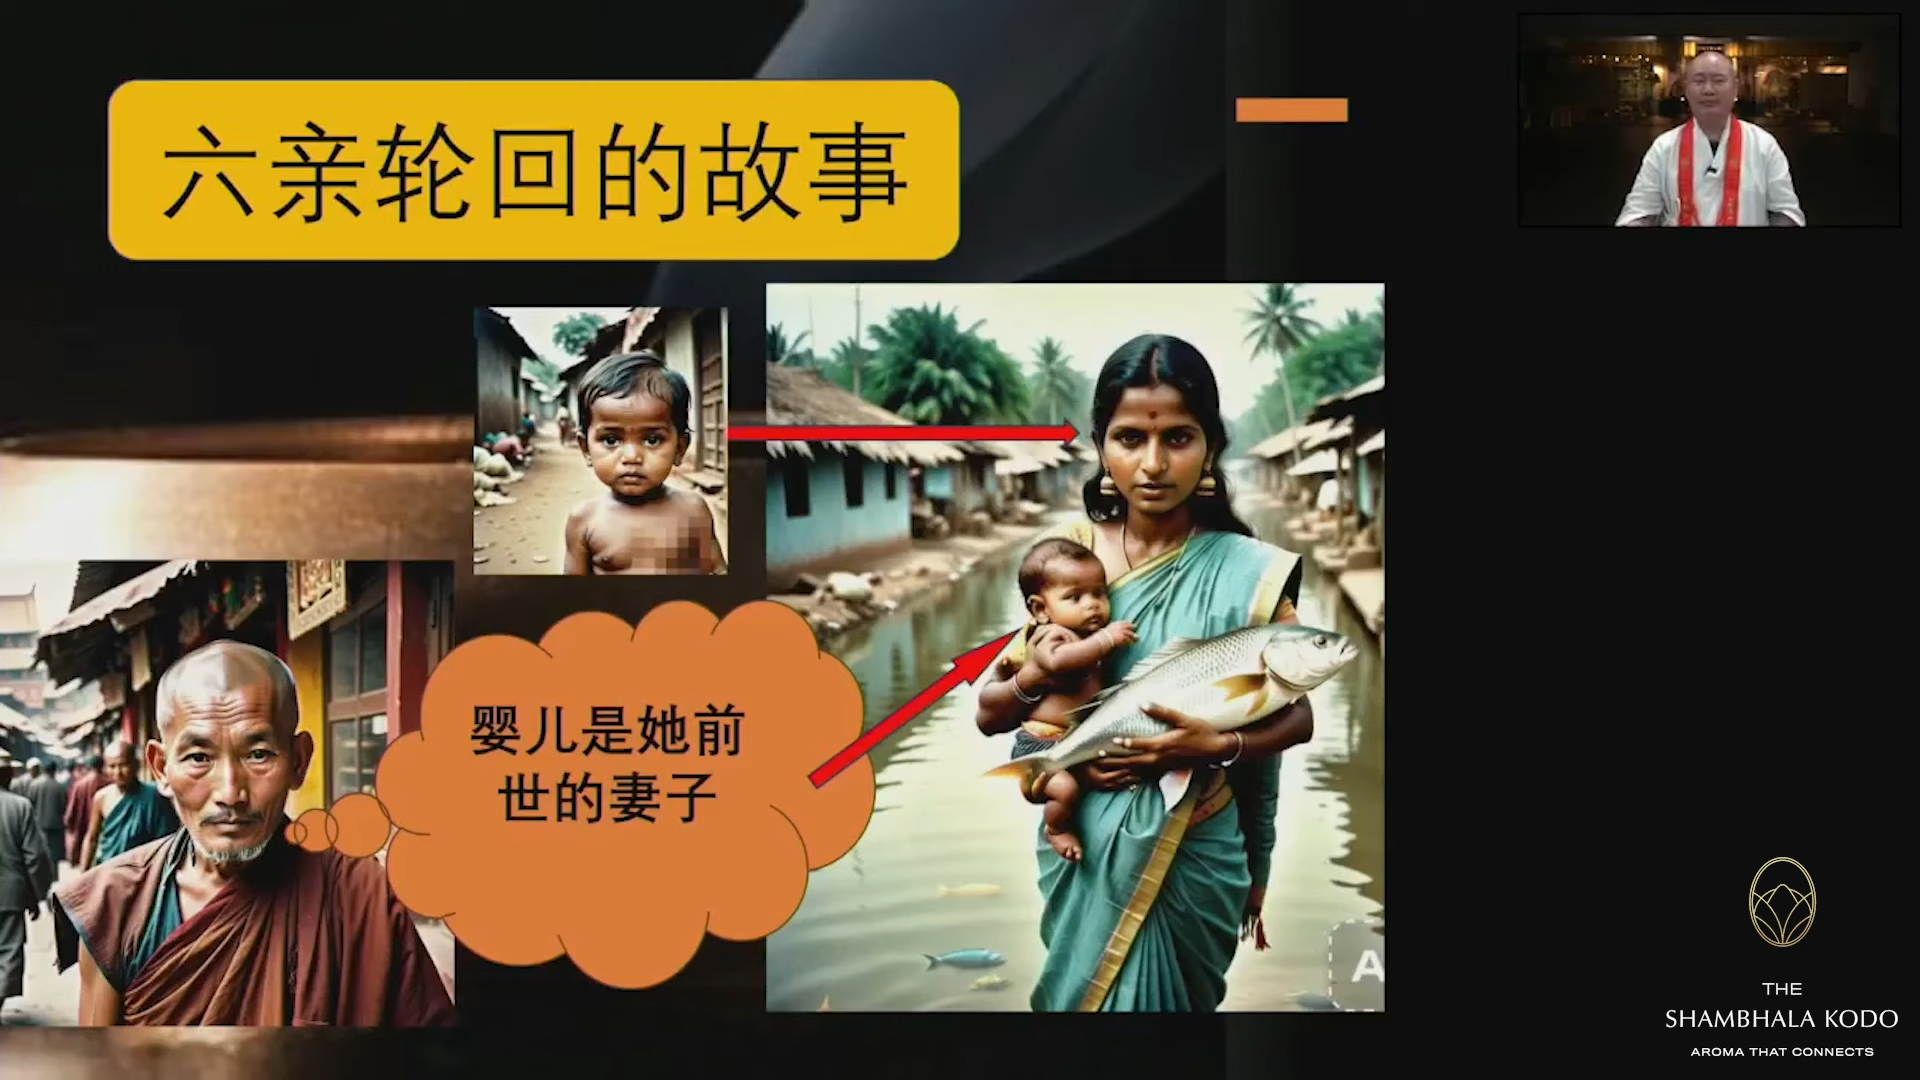 六亲轮回的故事
婴儿是她前
世的妻子
A
THE
SHAMBHALA KODO
AROMA THAT CONNECTS